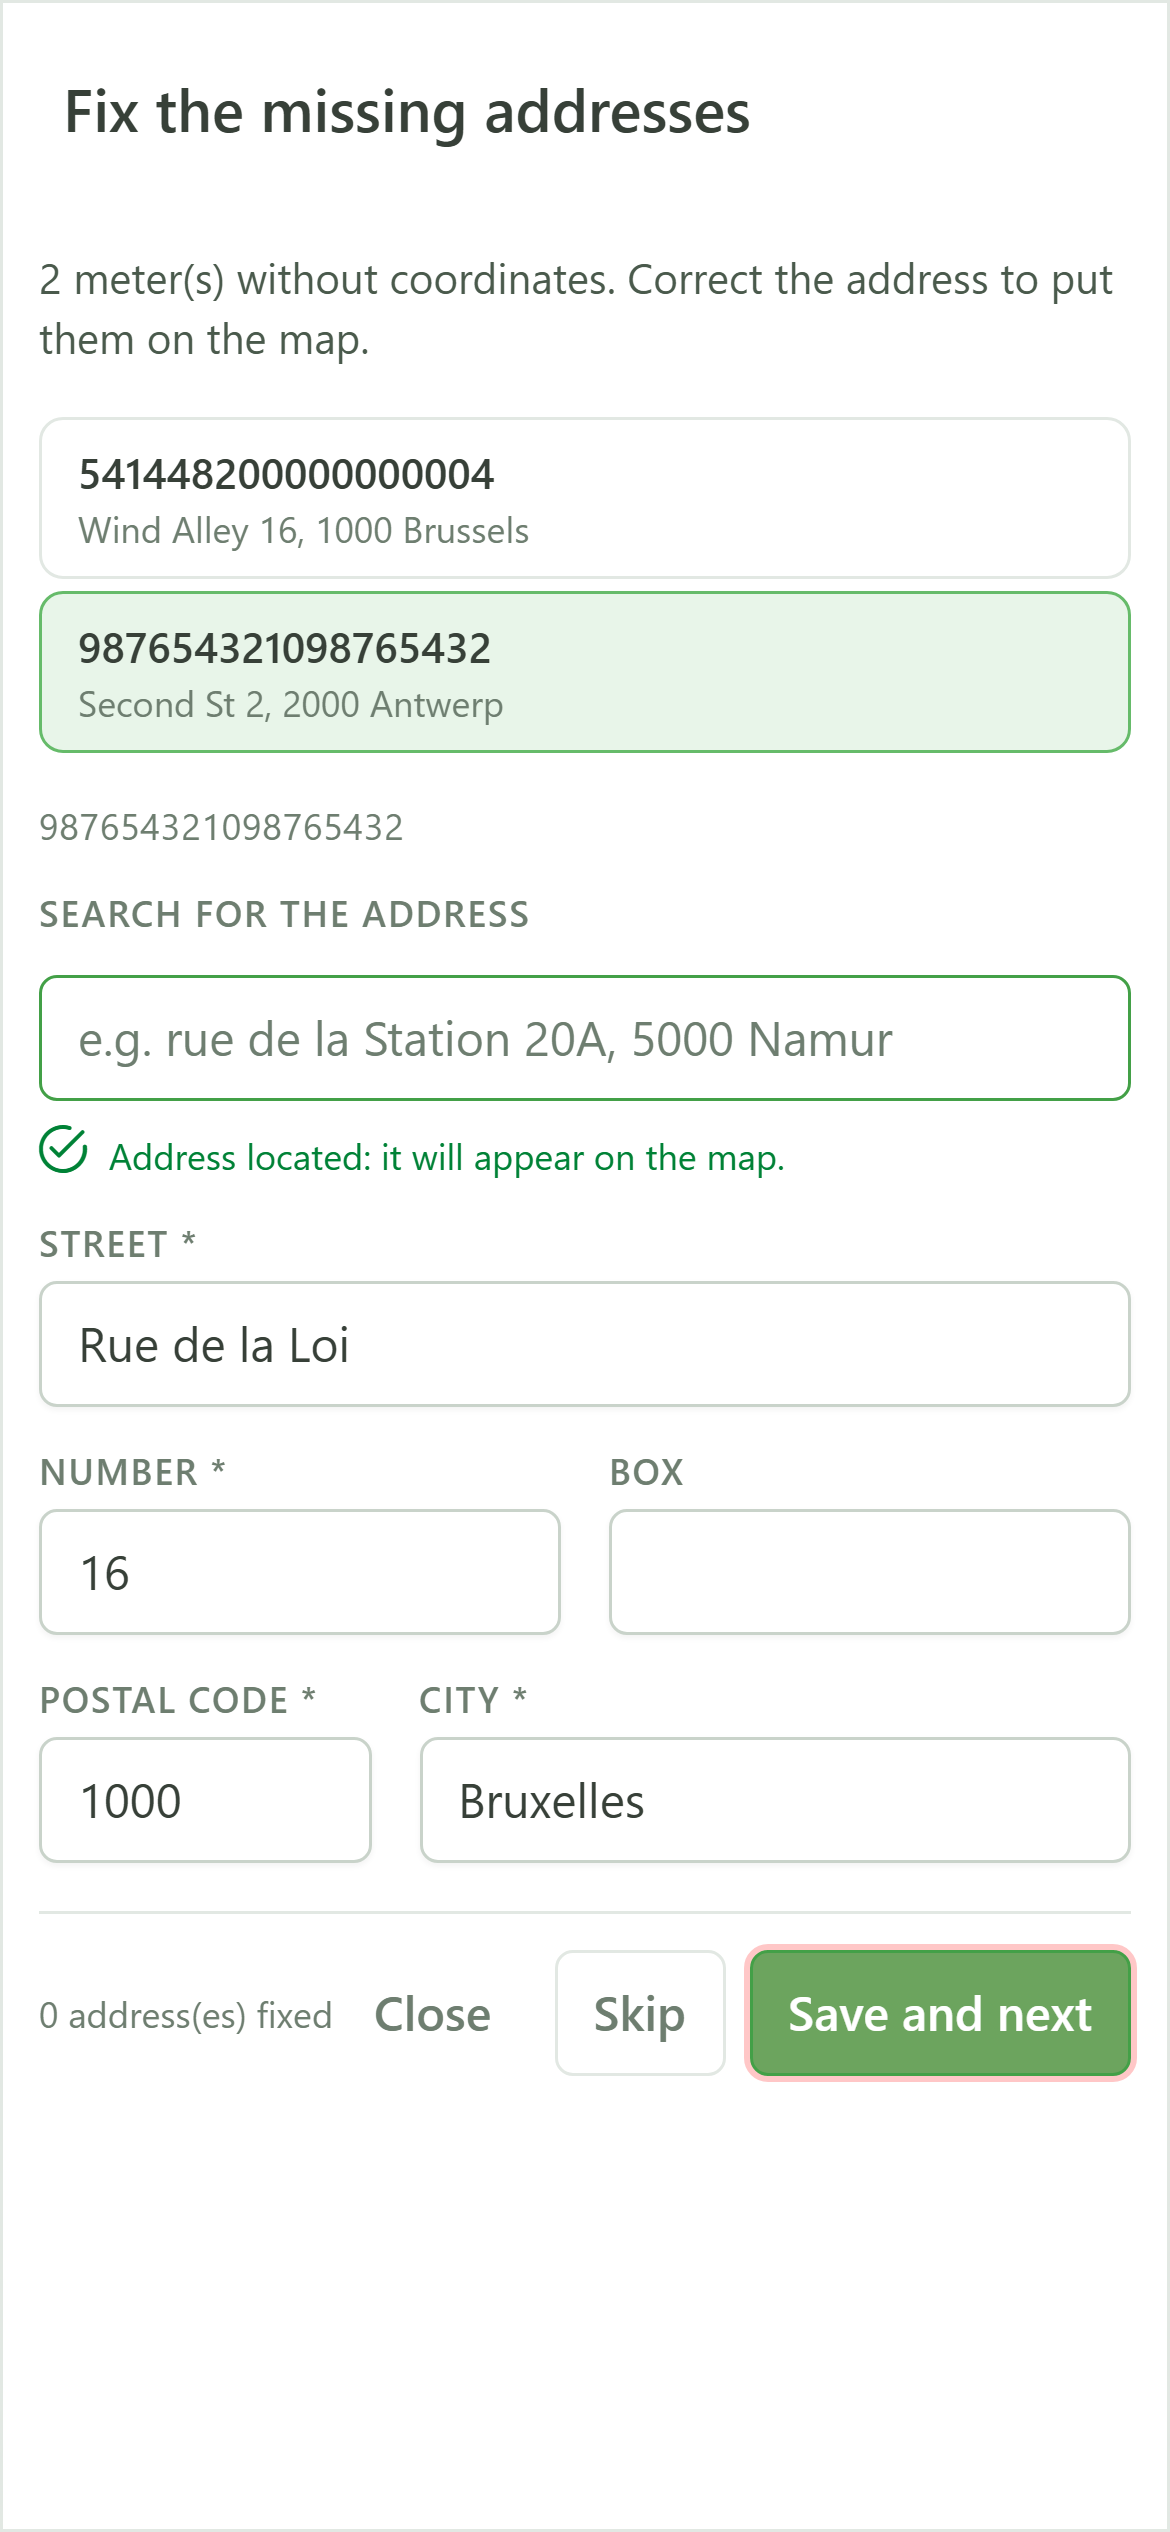 Fix the missing addresses
2 meter(s) without coordinates. Correct the address to put
them on the map.
541448200000000004
Wind Alley 16, 1000 Brussels
987654321098765432
Second St 2, 2000 Antwerp
987654321098765432
SEARCH FOR THE ADDRESS
e.g. rue de la Station 20A, 5000 Namur
Address located: it will appear on the map.
STREET *
Rue de la Loi
NUMBER *
BOX
16
POSTAL CODE *
CITY *
1000
Bruxelles
0 address(es) fixed
Close
Skip
Save and next